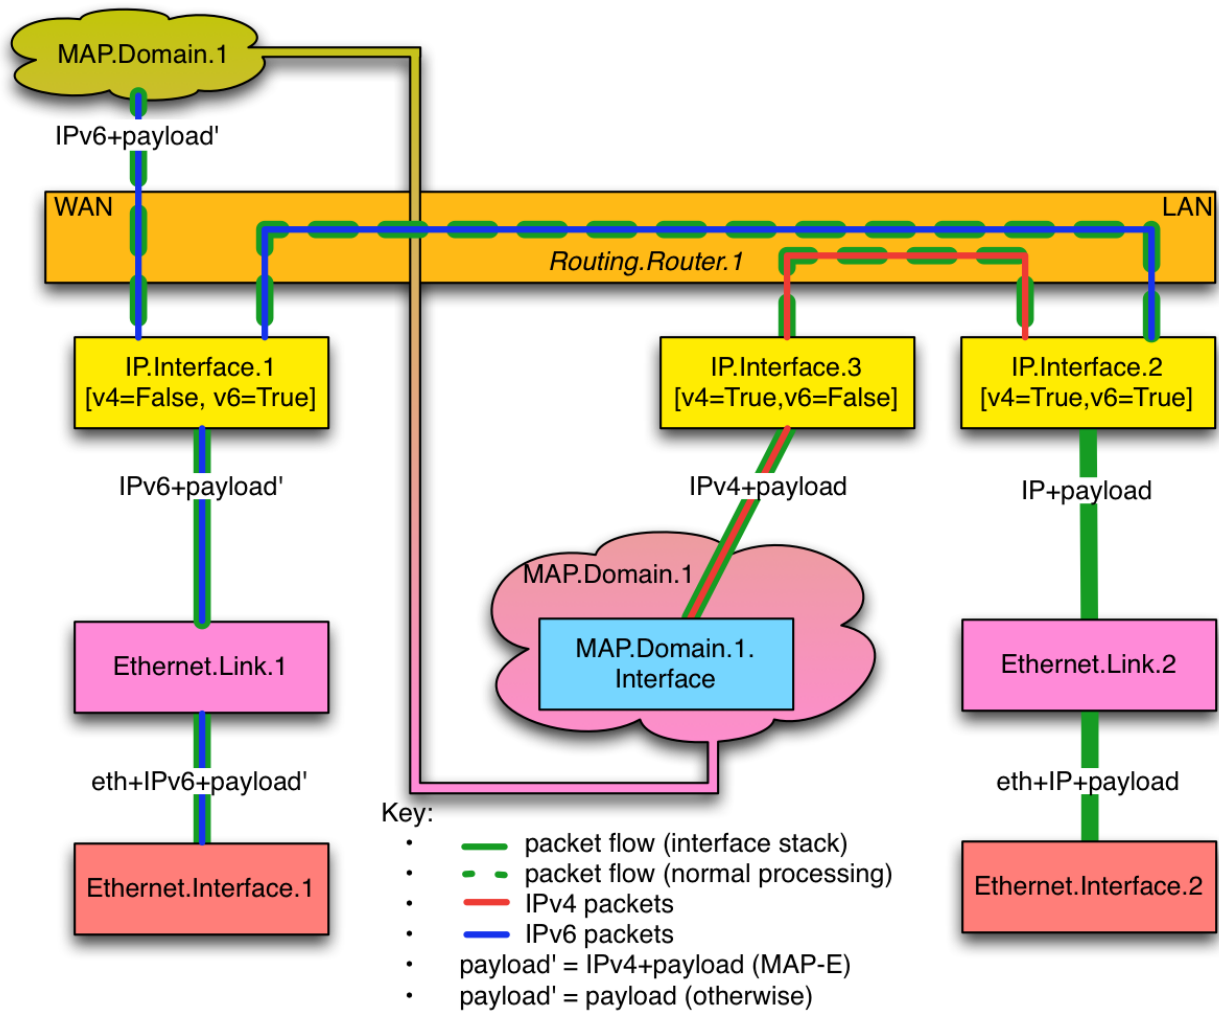 MAP.Domain.1
IPv6+payload'
WAN
LAN
Routing.Router.1
IP.Interface.1
[v4=False, v6=True]
IP.Interface.3
[v4=True,v6=False]
IP.Interface.2
[v4=True,v6=True]
IPv6+payload'
IPv4+payload
IP+payload
MAP.Domain.1
MAP.Domain.1.
Interface
Ethernet.Link.1
Ethernet.Link.2
eth+IPv6+payload'
eth+IP+payload
Ethernet.Interface.1
Ethernet.Interface.2
Key:
• packet flow (interface stack)
• packet flow (normal processing)
• IPv4 packets
• IPv6 packets
• payload' = IPv4+payload (MAP-E)
• payload' = payload (otherwise)